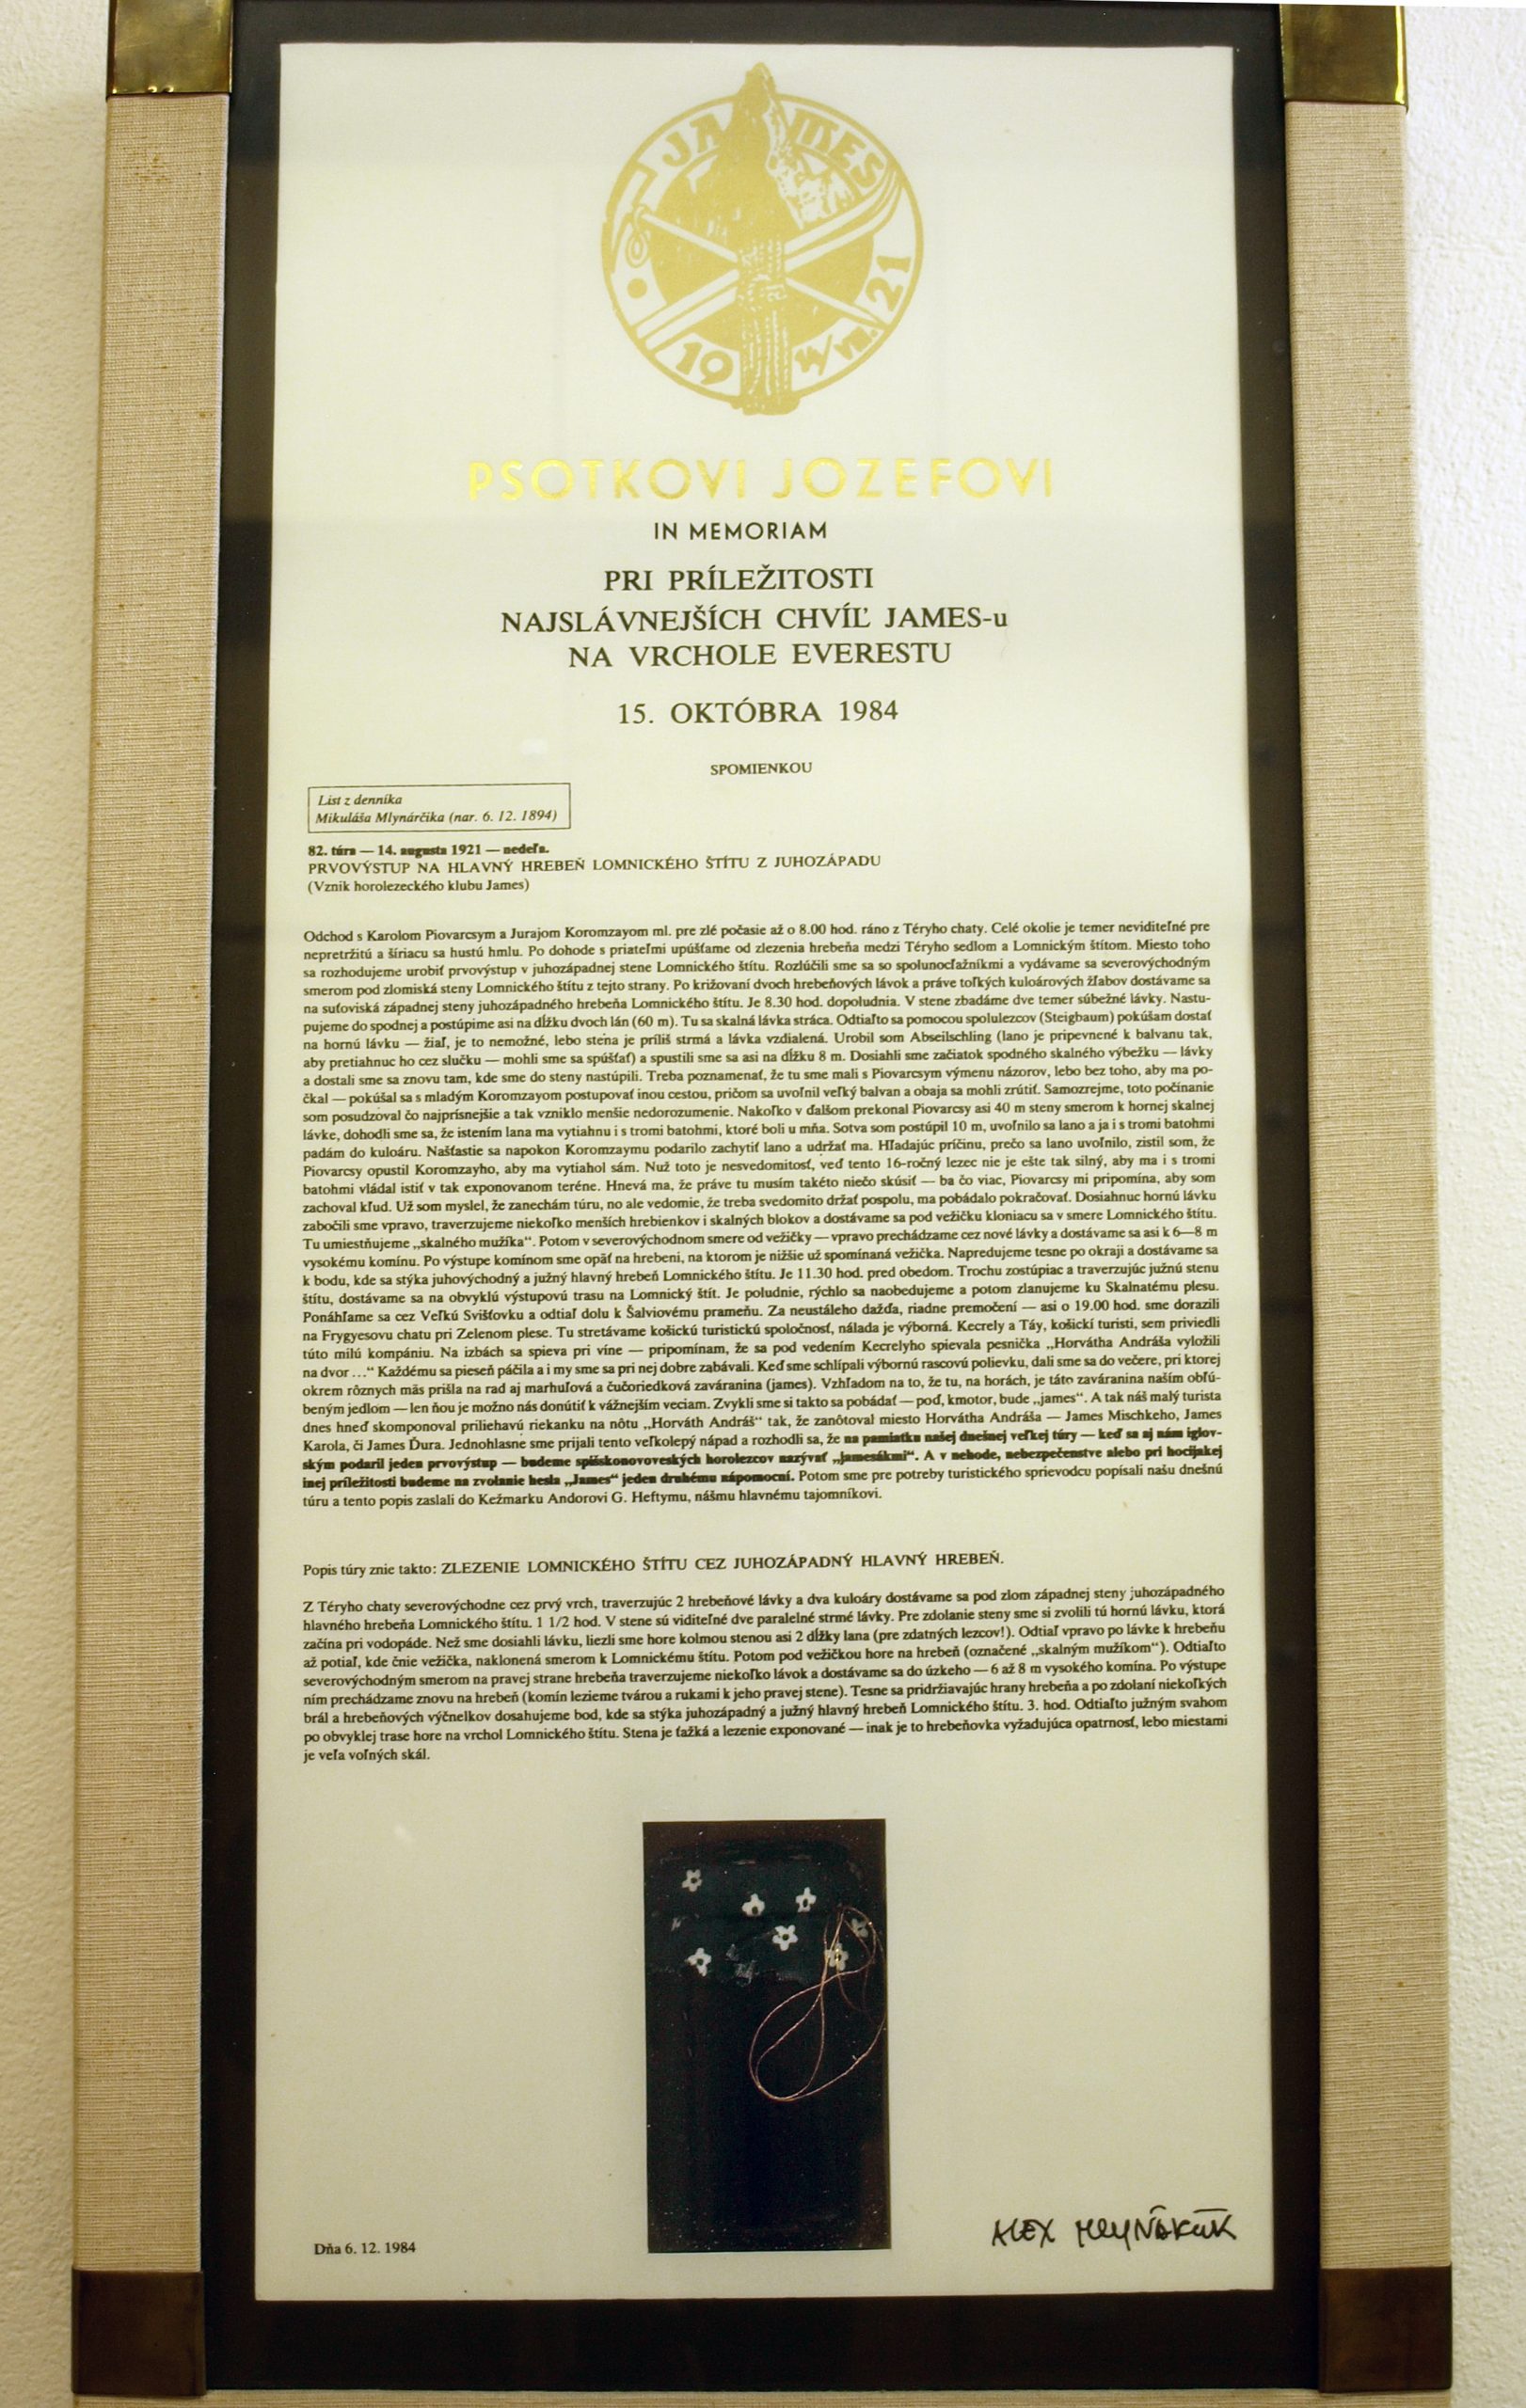 JAMES
19 21
PSOTKOVI JOZEFOVI
IN MEMORIAM
PRI PRÍLEŽITOSTI
NAJSLÁVNEJŠÍCH CHVÍĽ JAMES-u
NA VRCHOLE EVERESTU
15. OKTÓBRA 1984
SPOMIENKOU
List z denníka
Mikuláša Mlynárčika (nar. 6. 12. 1894)
82. túra — 14. augusta 1921 — nedeľa.
PRVOVÝSTUP NA HLAVNÝ HREBEŇ LOMNICKÉHO ŠTÍTU Z JUHOZÁPADU
(Vznik horolezeckého klubu James)
Odchod s Karolom Piovarcsym a Jurajom Koromzayom ml. pre zlé počasie až o 8.00 hod. ráno z Téryho chaty. Celé okolie je temer neviditeľné pre
nepretržitú a šíriacu sa hustú hmlu. Po dohode s priateľmi upúšťame od zlezenia hrebeňa medzi Téryho sedlom a Lomnickým štítom. Miesto toho
sa rozhodujeme urobiť prvovýstup v juhozápadnej stene Lomnického štítu. Rozlúčili sme sa so spolunocľažníkmi a vydávame sa severovýchodným
smerom pod zlomiská steny Lomnického štítu z tejto strany. Po križovaní dvoch hrebeňových lávok a práve toľkých kuloárových žľabov dostávame sa
na suťoviská západnej steny juhozápadného hrebeňa Lomnického štítu. Je 8.30 hod. dopoludnia. V stene zbadáme dve temer súbežné lávky. Nastu-
pujeme do spodnej a postúpime asi na dĺžku dvoch lán (60 m). Tu sa skalná lávka stráca. Odtiaľto sa pomocou spolulezcov (Steigbaum) pokúšam dostať
na hornú lávku — žiaľ, je to nemožné, lebo stena je príliš strmá a lávka vzdialená. Urobil som Abseilschling (lano je pripevnené k balvanu tak,
aby pretiahnuc ho cez slučku — mohli sme sa spúšťať) a spustili sme sa asi na dĺžku 8 m. Dosiahli sme začiatok spodného skalného výbežku — lávky
a dostali sme sa znovu tam, kde sme do steny nastúpili. Treba poznamenať, že tu sme mali s Piovarcsym výmenu názorov, lebo bez toho, aby ma po-
čkal — pokúšal sa s mladým Koromzayom postupovať inou cestou, pričom sa uvoľnil veľký balvan a obaja sa mohli zrútiť. Samozrejme, toto počínanie
som posudzoval čo najprísnejšie a tak vzniklo menšie nedorozumenie. Nakoľko v ďalšom prekonal Piovarcsy asi 40 m steny smerom k hornej skalnej
lávke, dohodli sme sa, že istením lana ma vytiahnu i s tromi batohmi, ktoré boli u mňa. Sotva som postúpil 10 m, uvoľnilo sa lano a ja i s tromi batohmi
padám do kuloáru. Našťastie sa napokon Koromzaymu podarilo zachytiť lano a udržať ma. Hľadajúc príčinu, prečo sa lano uvoľnilo, zistil som, že
Piovarcsy opustil Koromzayho, aby ma vytiahol sám. Nuž toto je nesvedomitosť, veď tento 16-ročný lezec nie je ešte tak silný, aby ma i s tromi
batohmi vládal istiť v tak exponovanom teréne. Hnevá ma, že práve tu musím takéto niečo skúsiť — ba čo viac, Piovarcsy mi pripomína, aby som
zachoval kľud. Už som myslel, že zanechám túru, no ale vedomie, že treba svedomito držať pospolu, ma pobádalo pokračovať. Dosiahnuc hornú lávku
zabočili sme vpravo, traverzujeme niekoľko menších hrebienkov i skalných blokov a dostávame sa pod vežičku kloniacu sa v smere Lomnického štítu.
Tu umiestňujeme „skalného mužíka“. Potom v severovýchodnom smere od vežičky — vpravo prechádzame cez nové lávky a dostávame sa asi k 6—8 m
vysokému komínu. Po výstupe komínom sme opäť na hrebeni, na ktorom je nižšie už spomínaná vežička. Napredujeme tesne po okraji a dostávame sa
k bodu, kde sa stýka juhovýchodný a južný hlavný hrebeň Lomnického štítu. Je 11.30 hod. pred obedom. Trochu zostúpiac a traverzujúc južnú stenu
štítu, dostávame sa na obvyklú výstupovú trasu na Lomnický štít. Je poludnie, rýchlo sa naobedujeme a potom zlanujeme ku Skalnatému plesu.
Ponáhľame sa cez Veľkú Svišťovku a odtiaľ dolu k Šalviovému prameňu. Za neustáleho dažďa, riadne premočení — asi o 19.00 hod. sme dorazili
na Frygyesovu chatu pri Zelenom plese. Tu stretávame košickú turistickú spoločnosť, nálada je výborná. Kecrely a Táy, košickí turisti, sem priviedli
túto milú kompániu. Na izbách sa spieva pri víne — pripomínam, že sa pod vedením Kecrelyho spievala pesnička „Horvátha Andráša vyložili
na dvor ...“ Každému sa pieseň páčila a i my sme sa pri nej dobre zabávali. Keď sme schlípali výbornú rascovú polievku, dali sme sa do večere, pri ktorej
okrem rôznych mäs prišla na rad aj marhuľová a čučoriedková zaváranina (james). Vzhľadom na to, že tu, na horách, je táto zaváranina naším obľú-
beným jedlom — len ňou je možno nás donútiť k vážnejším veciam. Zvykli sme si takto sa pobádať — poď, kmotor, bude „james“. A tak náš malý turista
dnes hneď skomponoval priliehavú riekanku na nôtu „Horváth Andráš“ tak, že zanôtoval miesto Horvátha Andráša — James Mischkeho, James
Karola, či James Ďura. Jednohlasne sme prijali tento veľkolepý nápad a rozhodli sa, že na pamiatku našej dnešnej veľkej túry — keď sa aj nám iglov-
ským podaril jeden prvovýstup — budeme spišskonovoveských horolezcov nazývať „jamesákmi“. A v nehode, nebezpečenstve alebo pri hocijakej
inej príležitosti budeme na zvolanie hesla „James“ jeden druhému nápomocní. Potom sme pre potreby turistického sprievodcu popísali našu dnešnú
túru a tento popis zaslali do Kežmarku Andorovi G. Heftymu, nášmu hlavnému tajomníkovi.
Popis túry znie takto: ZLEZENIE LOMNICKÉHO ŠTÍTU CEZ JUHOZÁPADNÝ HLAVNÝ HREBEŇ.
Z Téryho chaty severovýchodne cez prvý vrch, traverzujúc 2 hrebeňové lávky a dva kuloáry dostávame sa pod zlom západnej steny juhozápadného
hlavného hrebeňa Lomnického štítu. 1 1/2 hod. V stene sú viditeľné dve paralelné strmé lávky. Pre zdolanie steny sme si zvolili tú hornú lávku, ktorá
začína pri vodopáde. Než sme dosiahli lávku, liezli sme hore kolmou stenou asi 2 dĺžky lana (pre zdatných lezcov!). Odtiaľ vpravo po lávke k hrebeňu
až potiaľ, kde čnie vežička, naklonená smerom k Lomnickému štítu. Potom pod vežičkou hore na hrebeň (označené „skalným mužíkom“). Odtiaľto
severovýchodným smerom na pravej strane hrebeňa traverzujeme niekoľko lávok a dostávame sa do úzkeho — 6 až 8 m vysokého komína. Po výstupe
ním prechádzame znovu na hrebeň (komín lezieme tvárou a rukami k jeho pravej stene). Tesne sa pridržiavajúc hrany hrebeňa a po zdolaní niekoľkých
brál a hrebeňových výčnelkov dosahujeme bod, kde sa stýka juhozápadný a južný hlavný hrebeň Lomnického štítu. 3. hod. Odtiaľto južným svahom
po obvyklej trase hore na vrchol Lomnického štítu. Stena je ťažká a lezenie exponované — inak je to hrebeňovka vyžadujúca opatrnosť, lebo miestami
je veľa voľných skál.
Dňa 6. 12. 1984
ALEX